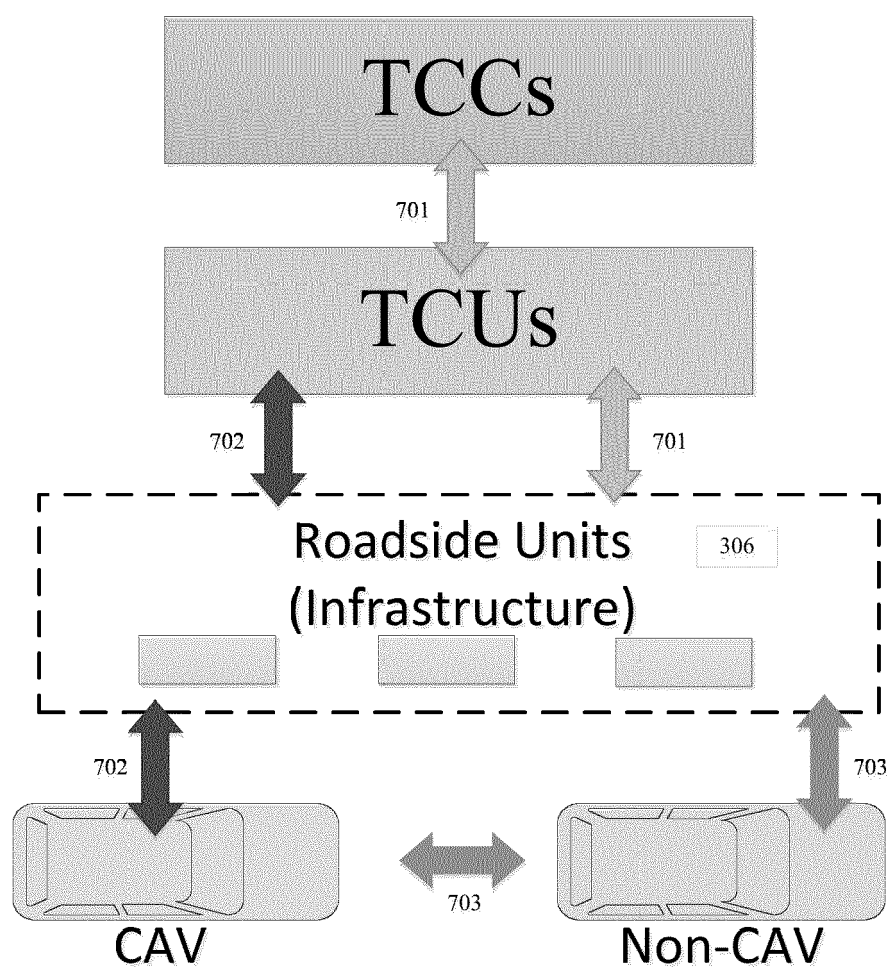 TCCs
701
TCUs
702
701
Roadside Units
306
(Infrastructure)
702
703
703
CAV
Non-CAV